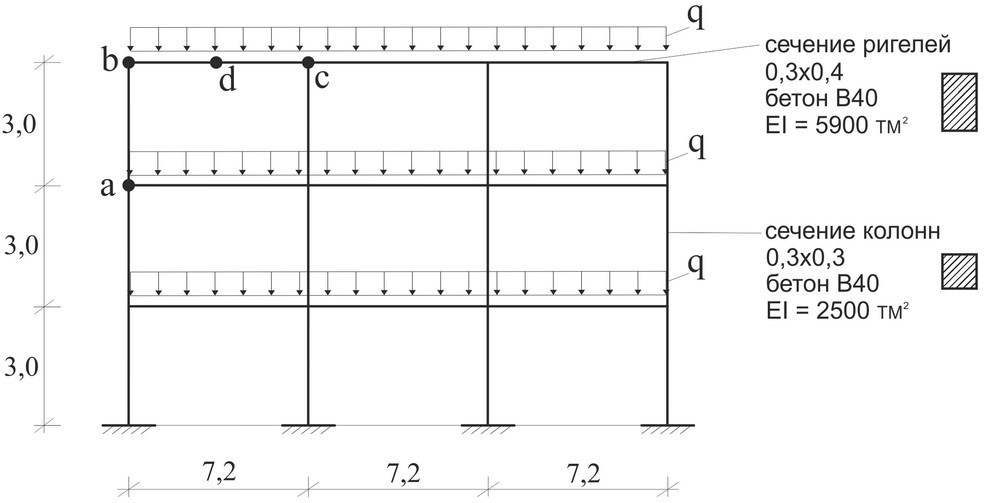 q
b
d
c
сечение ригелей
0,3х0,4
бетон В40
EI = 5900 тм²
3,0
q
a
3,0
сечение колонн
0,3х0,3
бетон В40
EI = 2500 тм²
q
3,0
7,2
7,2
7,2